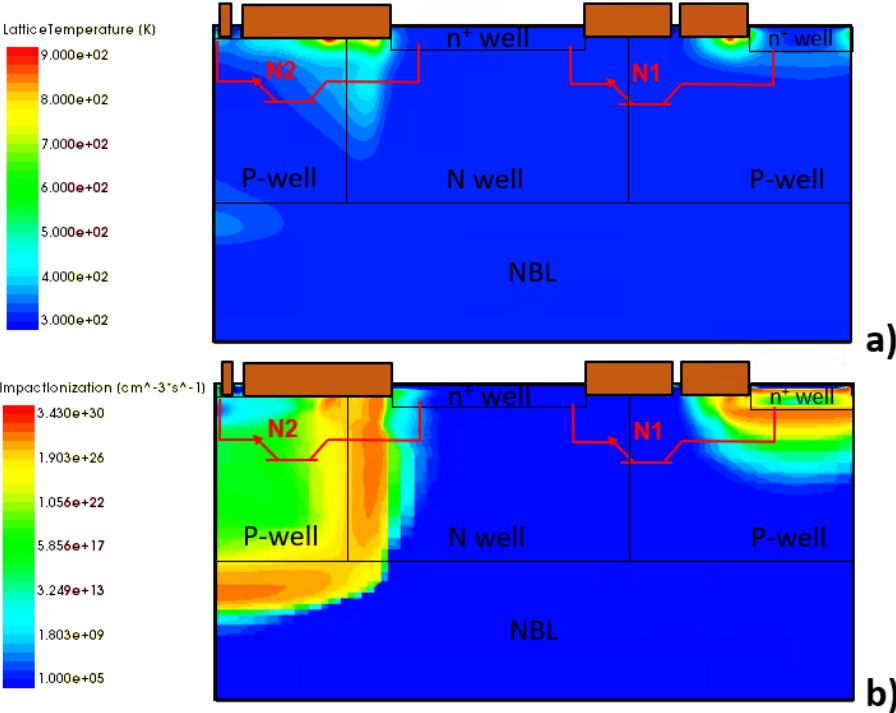 LatticeTemperature (K)
9.000e+02
8.000e+02
7.000e+02
6.000e+02
5.000e+02
4.000e+02
3.000e+02
n+ well
n+ well
N2
N1
P-well
N well
P-well
NBL
a)
ImpactIonization (cm^-3*s^-1)
3.430e+30
1.903e+26
1.056e+22
5.856e+17
3.249e+13
1.803e+09
1.000e+05
n+ well
n+ well
N2
N1
P-well
N well
P-well
NBL
b)